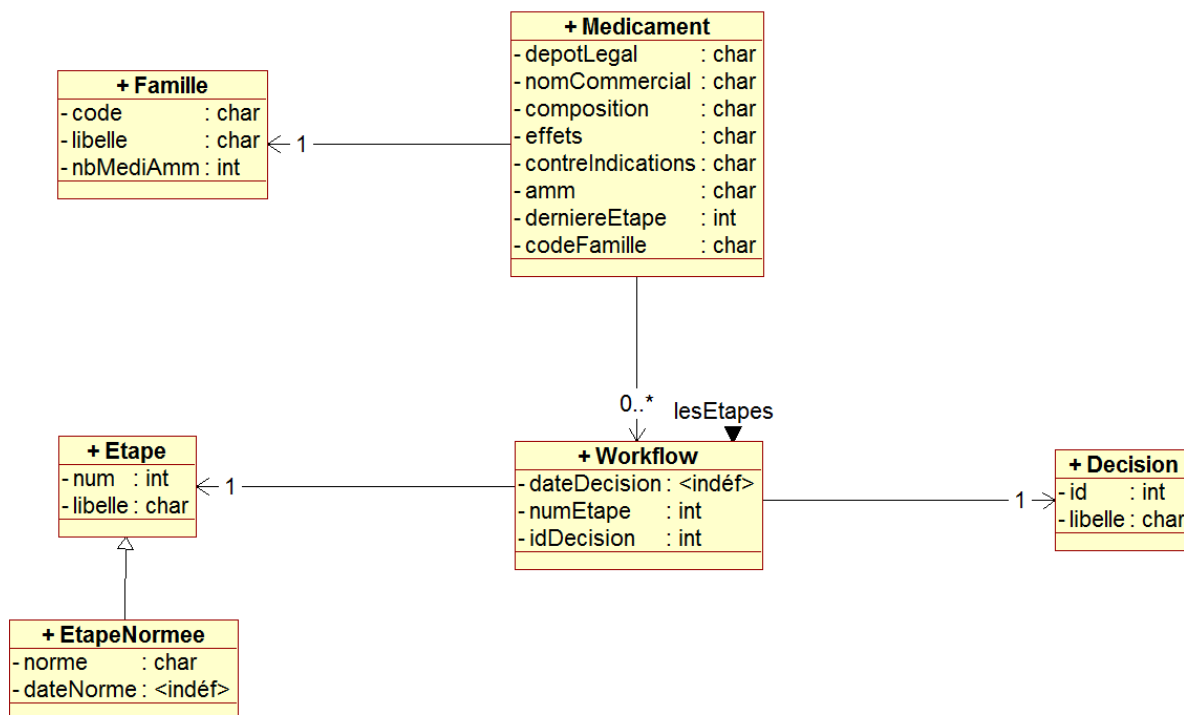 + Medicament
- depotLegal : char
- nomCommercial : char
- composition : char
- effets : char
- contreIndications : char
- amm : char
- derniereEtape : int
- codeFamille : char
+ Famille
- code : char
- libelle : char
- nbMediAmm : int
1
0..*
lesEtapes
+ Etape
- num : int
- libelle : char
1
+ Workflow
- dateDecision : <indéf>
- numEtape : int
- idDecision : int
1
+ Decision
- id : int
- libelle : char
+ EtapeNormee
- norme : char
- dateNorme : <indéf>